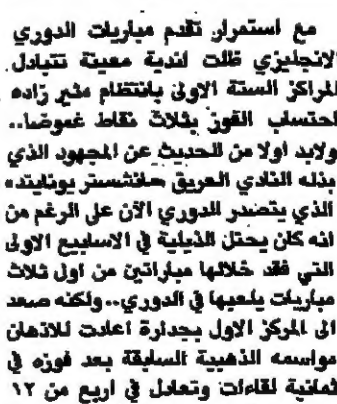 مع استمرار تقدم مباريات الدوري
الانجليزي ظلت اندية معينة تتبادل
المراكز الستة الاولى بانتظام مثير زاده
احتساب الفوز بثلاث نقاط غموضا..
ولابد اولا من الحديث عن المجهود الذي
بذله النادي العريق مانشستر يونايتد
الذي يتصدر الدوري الآن على الرغم من
انه كان يحتل الذيلية في الاسابيع الاولى
التي فقد خلالها مباراتين من اول ثلاث
مباريات يلعبها في الدوري.. ولكنه صعد
الى المركز الاول بجدارة اعادت للاذهان
مواسمه الذهبية السابقة بعد فوزه في
ثمانية لقاءات وتعادل في اربع من ١٢